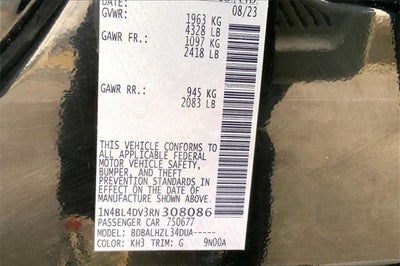 DATE:
08/23
GVWR: 1963 KG
4328 LB
GAWR FR.: 1097 KG
2418 LB
GAWR RR.: 945 KG
2083 LB
THIS VEHICLE CONFORMS TO
ALL APPLICABLE FEDERAL
MOTOR VEHICLE SAFETY,
BUMPER, AND THEFT
PREVENTION STANDARDS IN
EFFECT ON THE DATE OF
MANUFACTURE SHOWN ABOVE.
1N4BL4DV3RN308086
PASSENGER CAR 750677
MODEL: BDBALHZL34DUA-----
COLOR: KH3 TRIM: G 9N00A